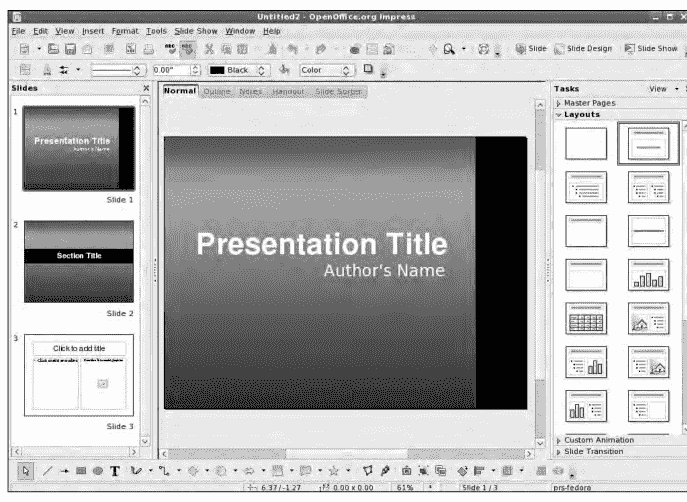 Untitled2 - OpenOffice.org Impress
File Edit View Insert Format Tools Slide Show Window Help
Slide Slide Design Slide Show
0.00" Black Color
Slides
Normal Outline Notes Handout Slide Sorter
Tasks View
Master Pages
Layouts
1
Presentation Title
Author's Name
Slide 1
2
Section Title
Slide 2
3
Click to add title
Slide 3
Presentation Title
Author's Name
Custom Animation
Slide Transition
T
6.37/-1.27 0.00 x 0.00 61% * Slide 1 / 3 prs-fedora